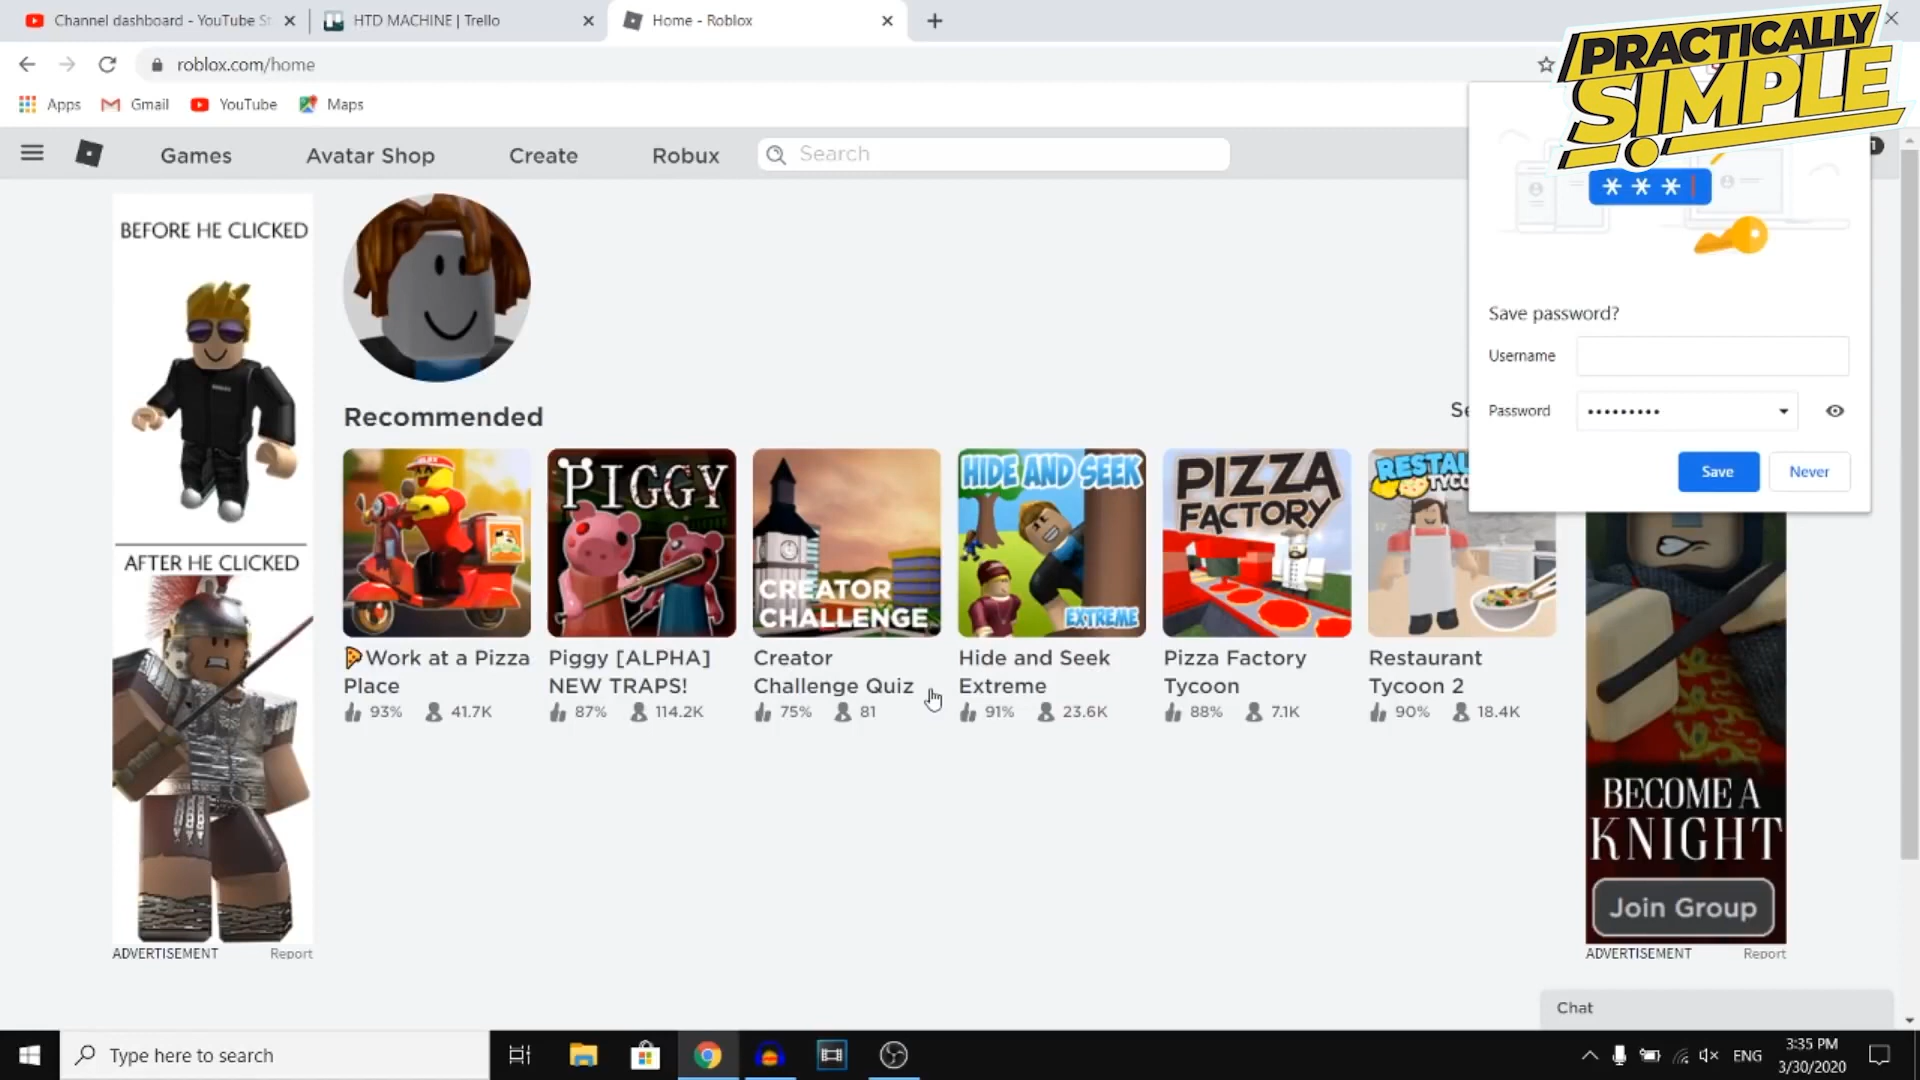 Channel dashboard - YouTube St
HTD MACHINE | Trello
Home - Roblox
PRACTICALLY
SIMPLE
roblox.com/home
Apps
Gmail
YouTube
Maps
Games
Avatar Shop
Create
Robux
Search
***
BEFORE HE CLICKED
AFTER HE CLICKED
ADVERTISEMENT
Report
Save password?
Username
Password
•••••••••
Save
Never
Recommended
Se
PIGGY
CREATOR
CHALLENGE
HIDE AND SEEK
EXTREME
PIZZA
FACTORY
RESTAU
TYCO
Work at a Pizza
Place
93% 41.7K
Piggy [ALPHA]
NEW TRAPS!
87% 114.2K
Creator
Challenge Quiz
75% 81
Hide and Seek
Extreme
91% 23.6K
Pizza Factory
Tycoon
88% 7.1K
Restaurant
Tycoon 2
90% 18.4K
BECOME A
KNIGHT
Join Group
ADVERTISEMENT
Report
Chat
Type here to search
ENG
3:35 PM
3/30/2020